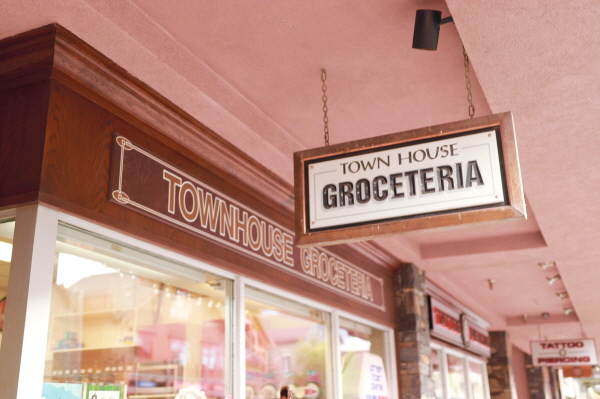 TOWN HOUSE
GROCETERIA
TOWNHOUSE GROCETERIA
TATTOO
PIERCING